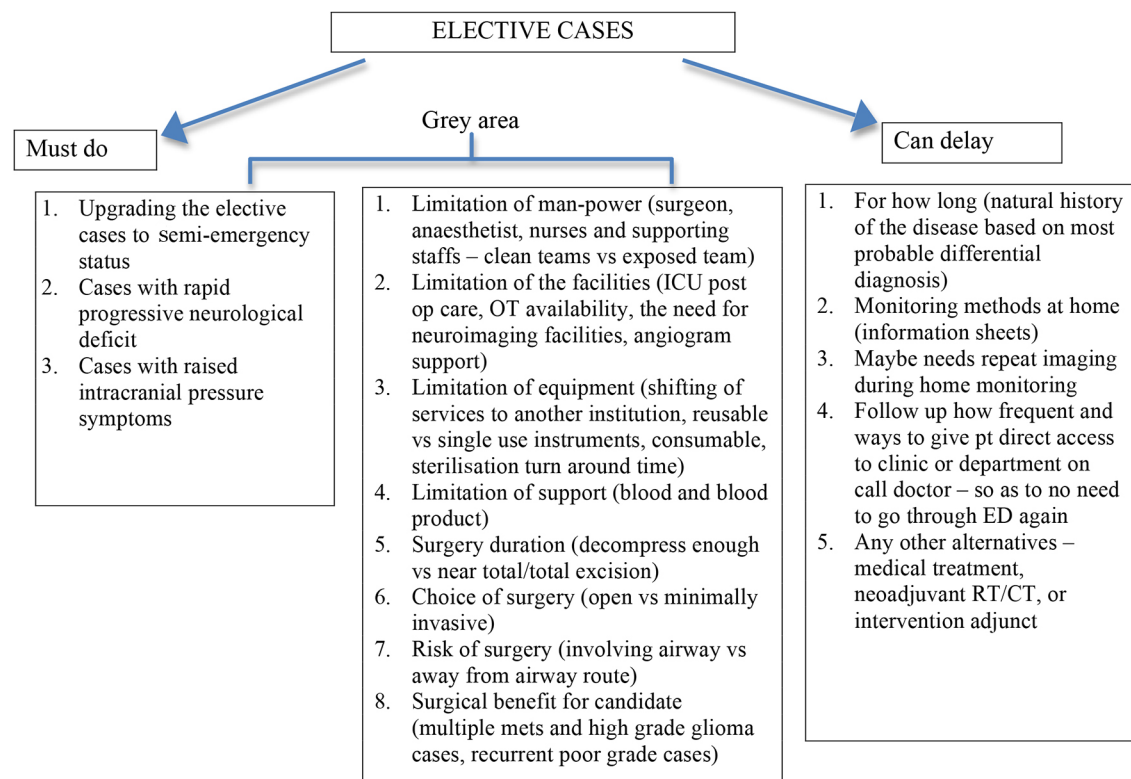 ELECTIVE CASES
Grey area
Must do
Can delay
1. Upgrading the elective
cases to semi-emergency
status
2. Cases with rapid
progressive neurological
deficit
3. Cases with raised
intracranial pressure
symptoms
1. Limitation of man-power (surgeon,
anaesthetist, nurses and supporting
staffs – clean teams vs exposed team)
2. Limitation of the facilities (ICU post
op care, OT availability, the need for
neuroimaging facilities, angiogram
support)
3. Limitation of equipment (shifting of
services to another institution, reusable
vs single use instruments, consumable,
sterilisation turn around time)
4. Limitation of support (blood and blood
product)
5. Surgery duration (decompress enough
vs near total/total excision)
6. Choice of surgery (open vs minimally
invasive)
7. Risk of surgery (involving airway vs
away from airway route)
8. Surgical benefit for candidate
(multiple mets and high grade glioma
cases, recurrent poor grade cases)
1. For how long (natural history
of the disease based on most
probable differential
diagnosis)
2. Monitoring methods at home
(information sheets)
3. Maybe needs repeat imaging
during home monitoring
4. Follow up how frequent and
ways to give pt direct access
to clinic or department on
call doctor – so as to no need
to go through ED again
5. Any other alternatives –
medical treatment,
neoadjuvant RT/CT, or
intervention adjunct